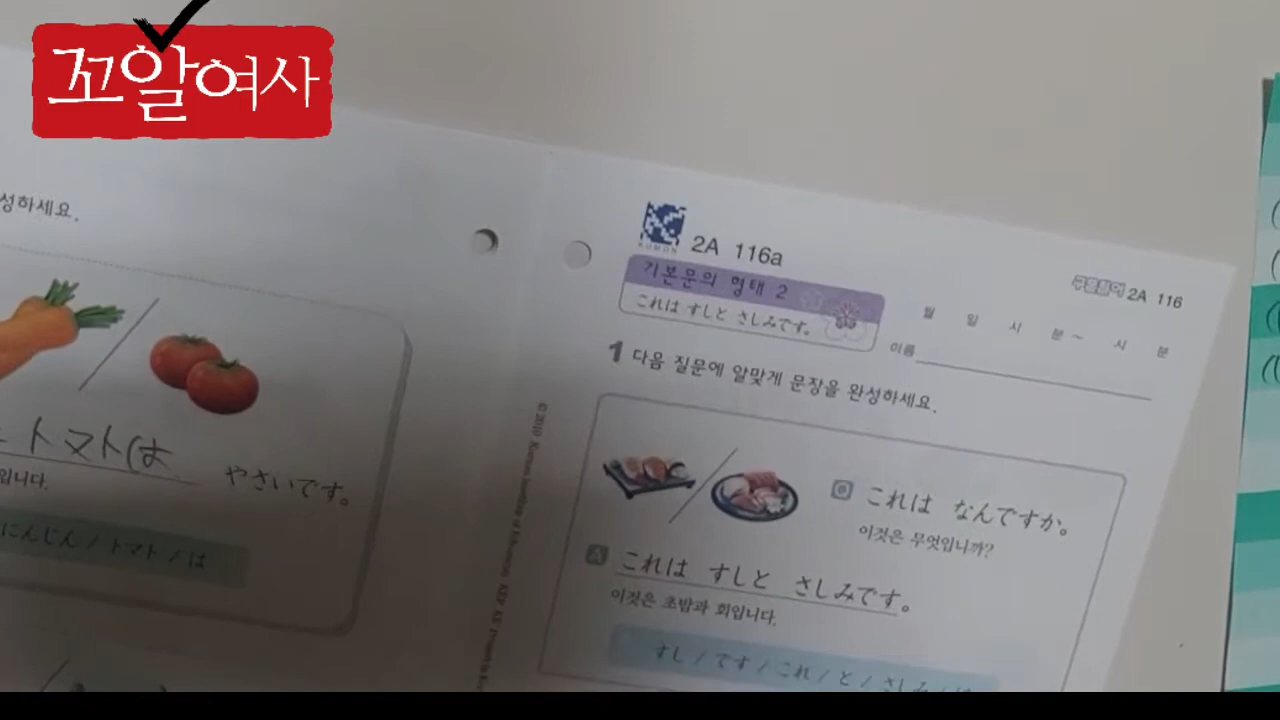 꼬알여사
성하세요.
トマトは やさいです。
입니다.
にんじん / トマト / は
KUMON
2A 116a
기본문의 형태 2
これは すしと さしみです。
2A 116
월 일 시 분 ~ 시 분
이름
1 다음 질문에 알맞게 문장을 완성하세요.
Q これは なんですか。
이것은 무엇입니까?
A これは すしと さしみです。
이것은 초밥과 회입니다.
すし / です / これ / と / さしみ /